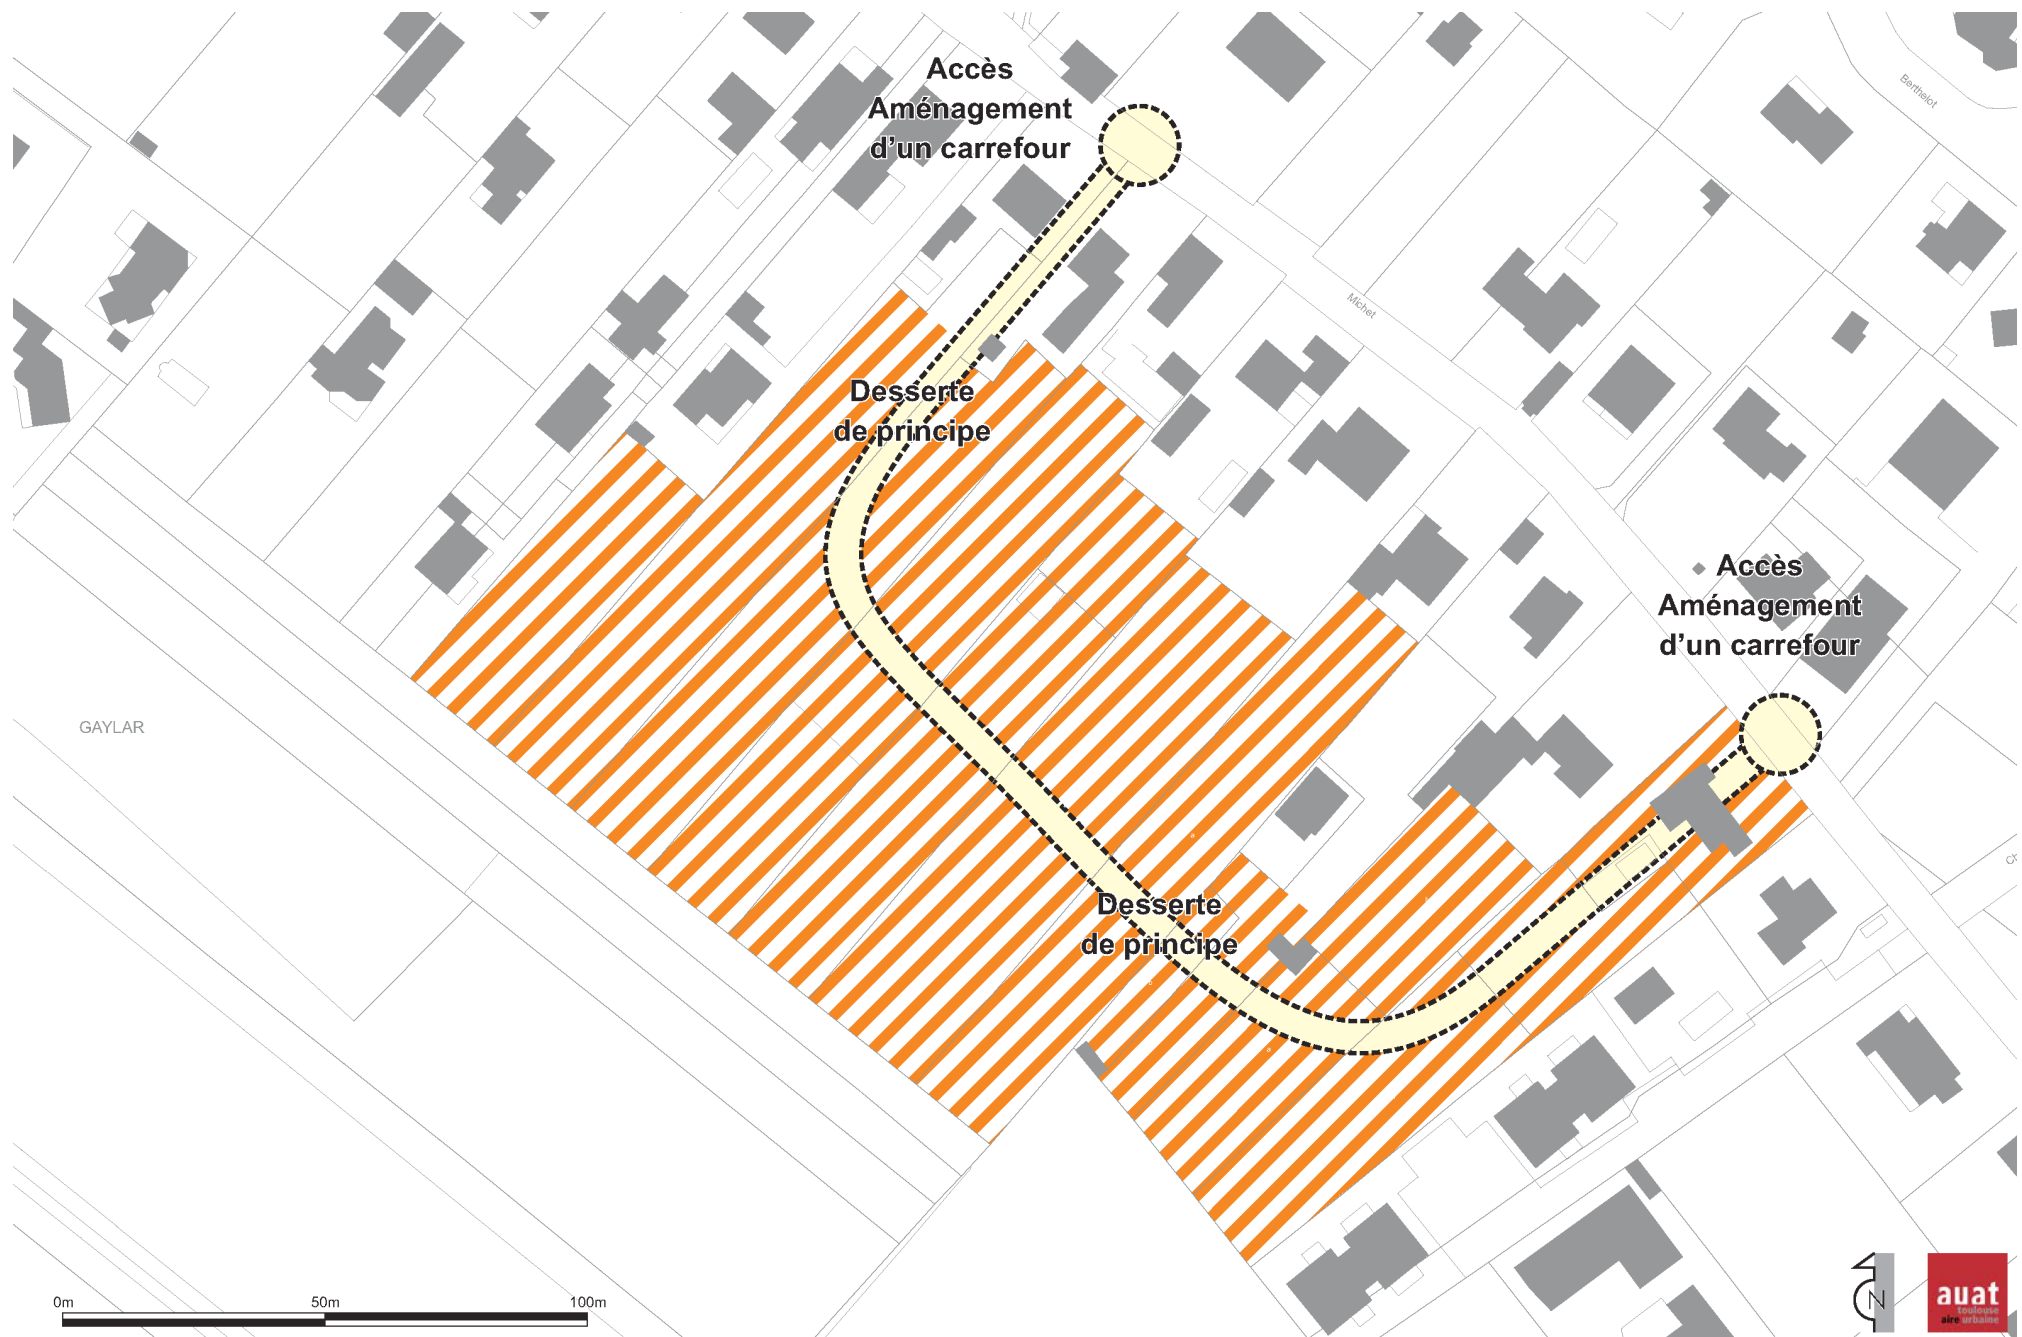 Accès
Aménagement
d'un carrefour
Berthelot
Michet
Desserte
de principe
Accès
Aménagement
d'un carrefour
GAYLAR
Desserte
de principe
0m
50m
100m
N
auat
toulouse
aire urbaine